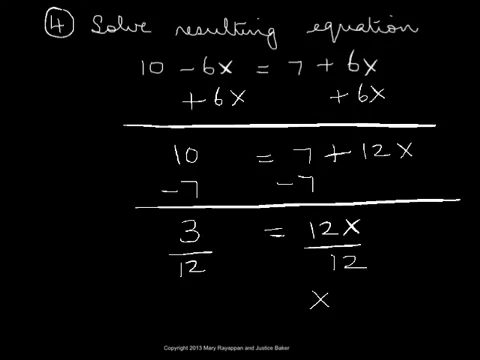 ④ Solve resulting equation
10 - 6x = 7 + 6x
+ 6x + 6x
10 = 7 + 12x
-7 -7
3 = 12x
12 12
x
Copyright 2013 Mary Rayappan and Justice Baker